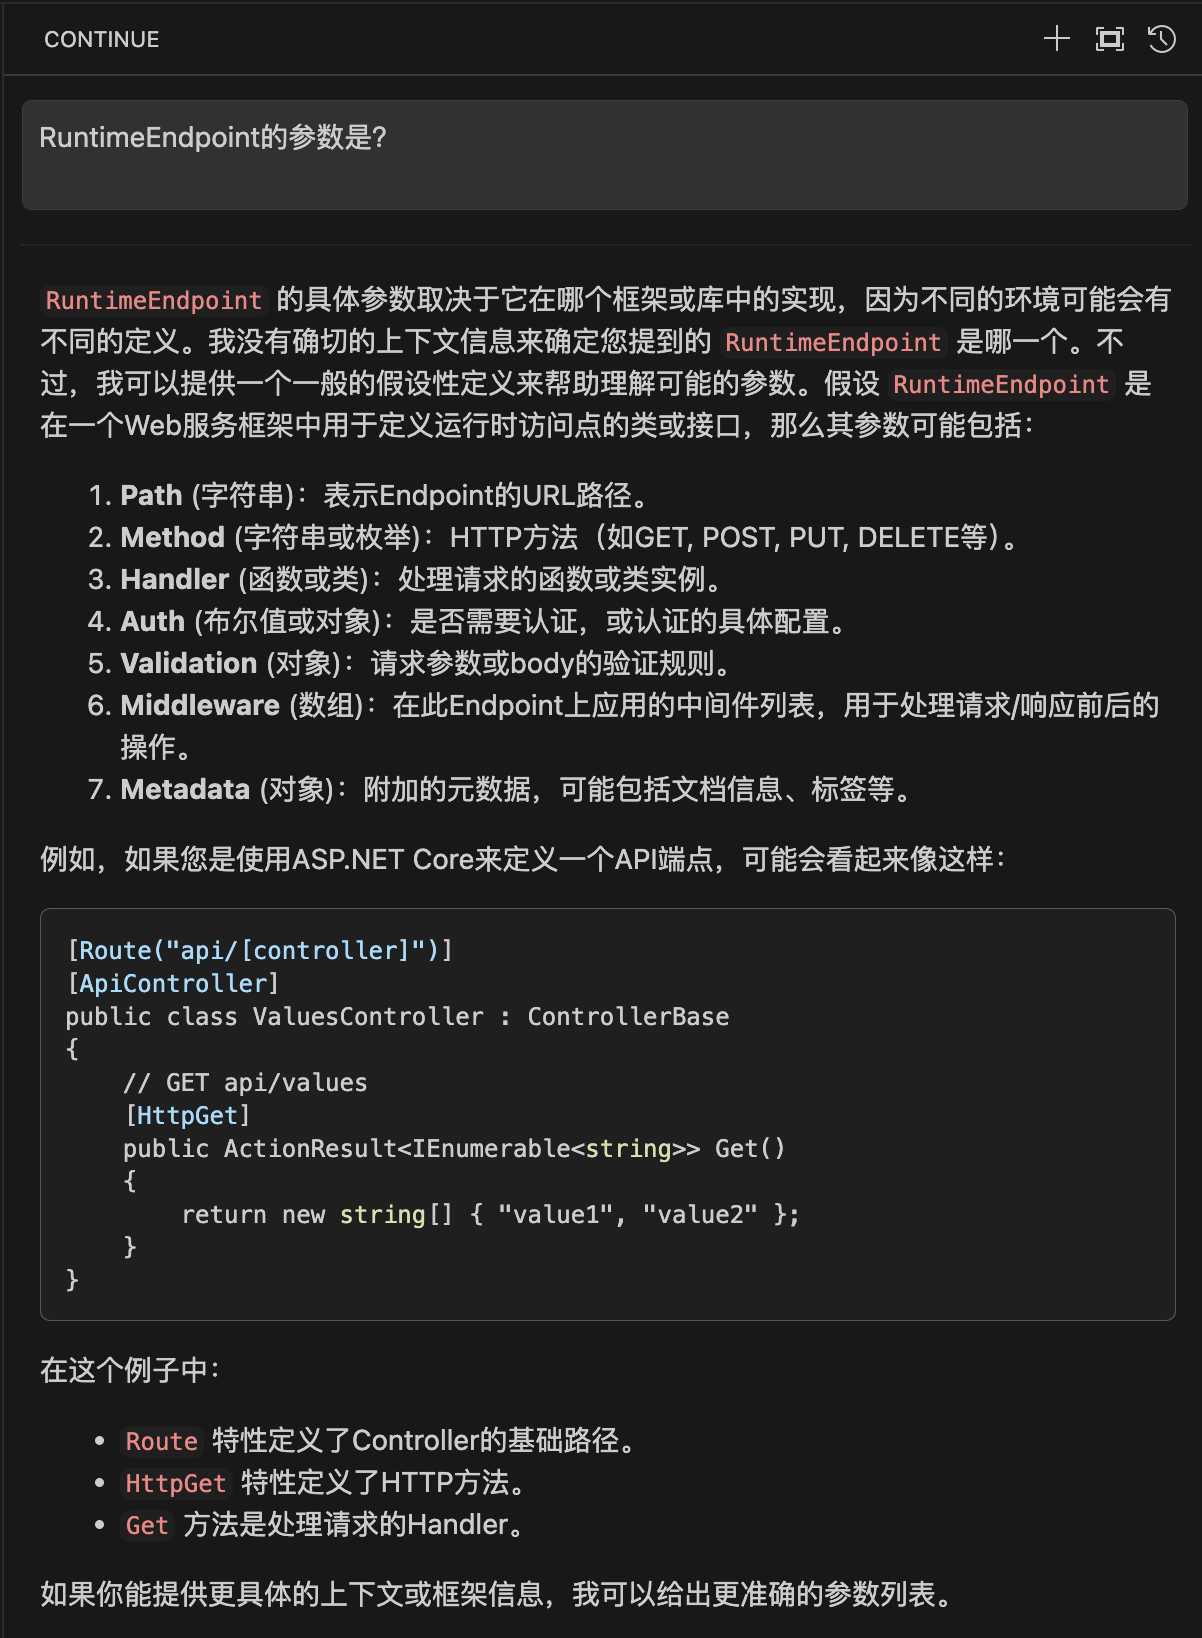 CONTINUE
RuntimeEndpoint的参数是?
RuntimeEndpoint 的具体参数取决于它在哪个框架或库中的实现，因为不同的环境可能会有
不同的定义。我没有确切的上下文信息来确定您提到的 RuntimeEndpoint 是哪一个。不
过，我可以提供一个一般的假设性定义来帮助理解可能的参数。假设 RuntimeEndpoint 是
在一个Web服务框架中用于定义运行时访问点的类或接口，那么其参数可能包括：
1. Path (字符串)：表示Endpoint的URL路径。
2. Method (字符串或枚举)：HTTP方法（如GET, POST, PUT, DELETE等）。
3. Handler (函数或类)：处理请求的函数或类实例。
4. Auth (布尔值或对象)：是否需要认证，或认证的具体配置。
5. Validation (对象)：请求参数或body的验证规则。
6. Middleware (数组)：在此Endpoint上应用的中间件列表，用于处理请求/响应前后的
操作。
7. Metadata (对象)：附加的元数据，可能包括文档信息、标签等。
例如，如果您是使用ASP.NET Core来定义一个API端点，可能会看起来像这样：
[Route("api/[controller]")]
[ApiController]
public class ValuesController : ControllerBase
{
    // GET api/values
    [HttpGet]
    public ActionResult<IEnumerable<string>> Get()
    {
        return new string[] { "value1", "value2" };
    }
}
在这个例子中：
• Route 特性定义了Controller的基础路径。
• HttpGet 特性定义了HTTP方法。
• Get 方法是处理请求的Handler。
如果你能提供更具体的上下文或框架信息，我可以给出更准确的参数列表。